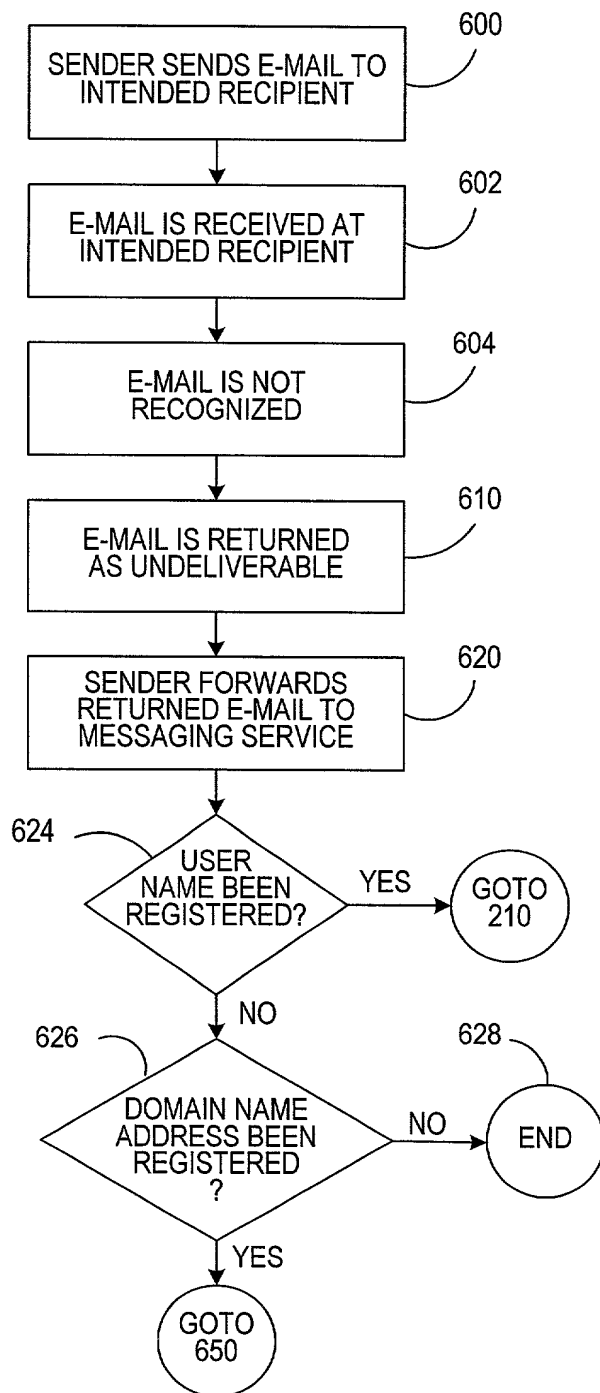 600
SENDER SENDS E-MAIL TO
INTENDED RECIPIENT
602
E-MAIL IS RECEIVED AT
INTENDED RECIPIENT
604
E-MAIL IS NOT
RECOGNIZED
610
E-MAIL IS RETURNED
AS UNDELIVERABLE
620
SENDER FORWARDS
RETURNED E-MAIL TO
MESSAGING SERVICE
624
USER
NAME BEEN
REGISTERED?
YES
GOTO
210
NO
626
628
DOMAIN NAME
ADDRESS BEEN
REGISTERED
?
NO
END
YES
GOTO
650